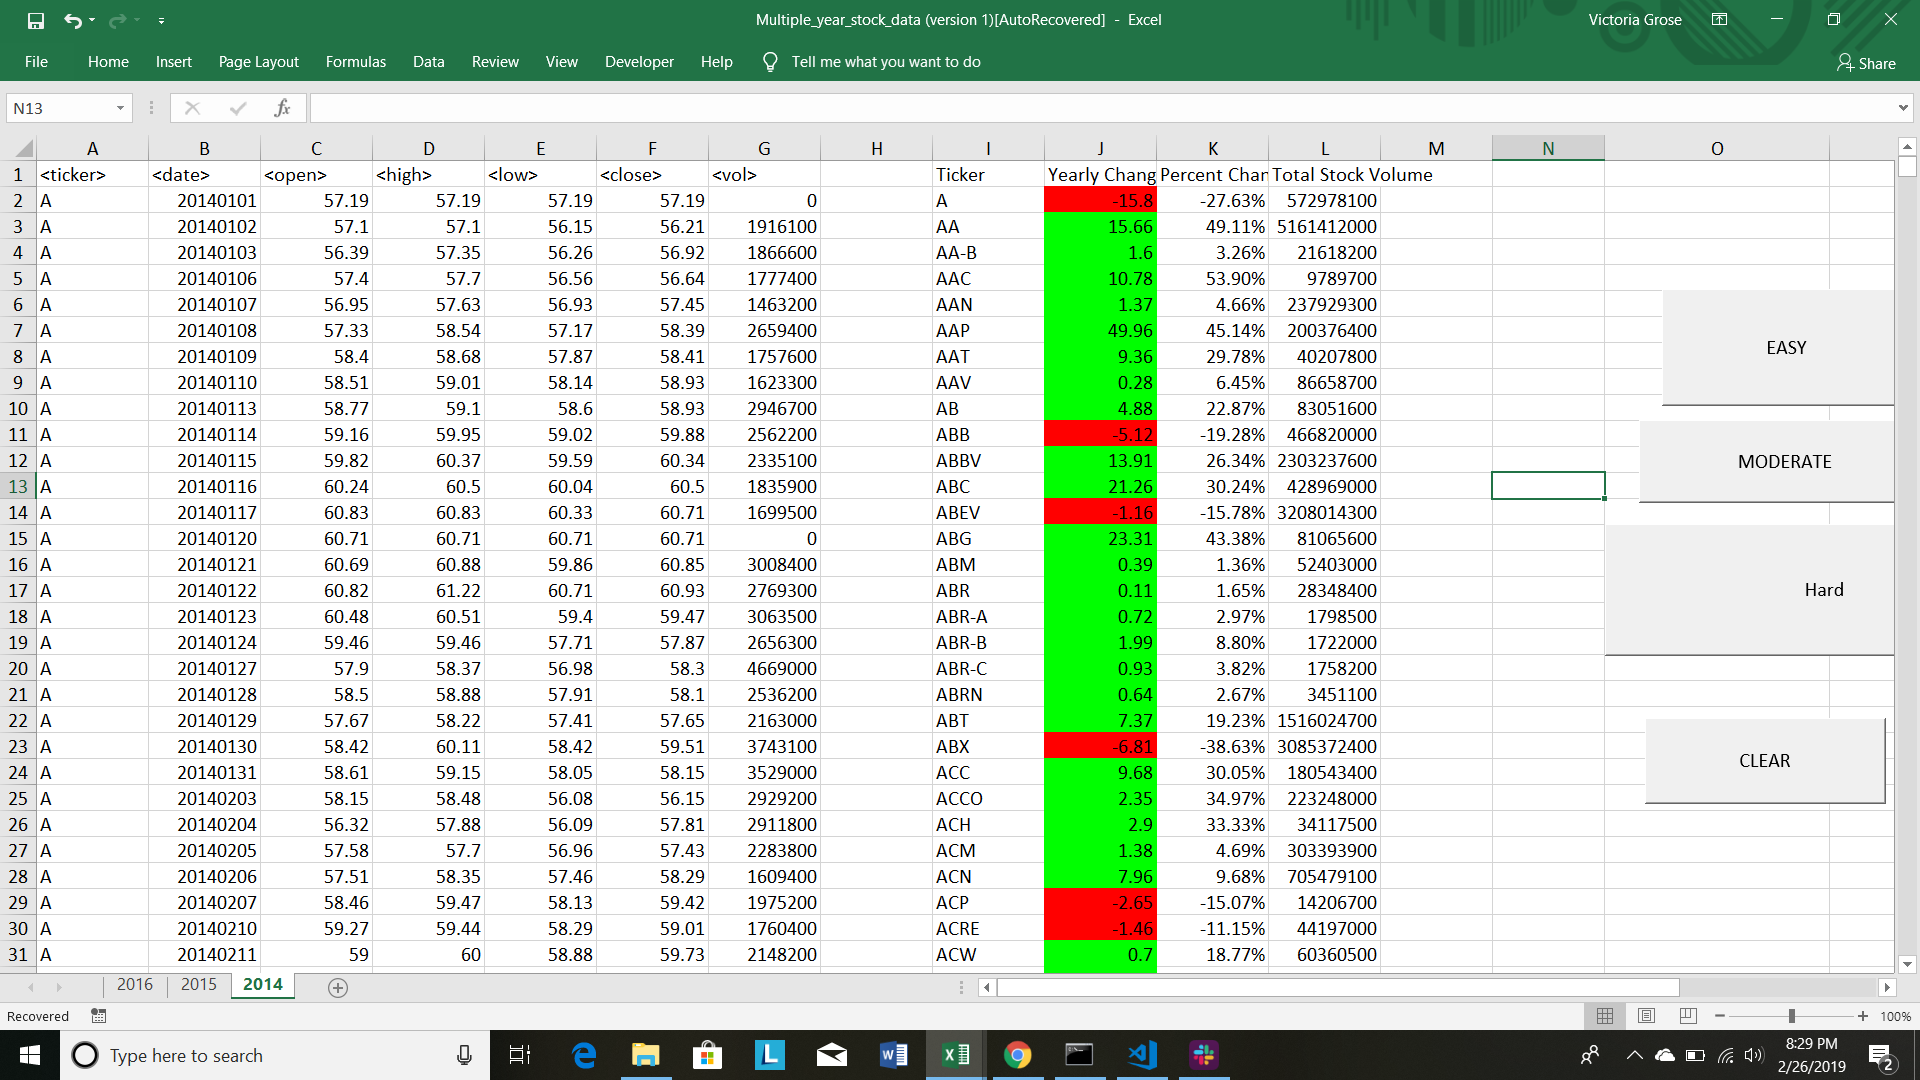 Multiple_year_stock_data (version 1)[AutoRecovered] - Excel
Victoria Grose
File Home Insert Page Layout Formulas Data Review View Developer Help Tell me what you want to do Share
N13 fx
A B C D E F G H I J K L M N O
1 <ticker> <date> <open> <high> <low> <close> <vol> Ticker Yearly Chang Percent Char Total Stock Volume
2 A 20140101 57.19 57.19 57.19 57.19 0 A -15.8 -27.63% 572978100
3 A 20140102 57.1 57.1 56.15 56.21 1916100 AA 15.66 49.11% 5161412000
4 A 20140103 56.39 57.35 56.26 56.92 1866600 AA-B 1.6 3.26% 21618200
5 A 20140106 57.4 57.7 56.56 56.64 1777400 AAC 10.78 53.90% 9789700
6 A 20140107 56.95 57.63 56.93 57.45 1463200 AAN 1.37 4.66% 237929300
7 A 20140108 57.33 58.54 57.17 58.39 2659400 AAP 49.96 45.14% 200376400
8 A 20140109 58.4 58.68 57.87 58.41 1757600 AAT 9.36 29.78% 40207800
EASY
9 A 20140110 58.51 59.01 58.14 58.93 1623300 AAV 0.28 6.45% 86658700
10 A 20140113 58.77 59.1 58.6 58.93 2946700 AB 4.88 22.87% 83051600
11 A 20140114 59.16 59.95 59.02 59.88 2562200 ABB -5.12 -19.28% 466820000
12 A 20140115 59.82 60.37 59.59 60.34 2335100 ABBV 13.91 26.34% 2303237600
MODERATE
13 A 20140116 60.24 60.5 60.04 60.5 1835900 ABC 21.26 30.24% 428969000
14 A 20140117 60.83 60.83 60.33 60.71 1699500 ABEV -1.16 -15.78% 3208014300
15 A 20140120 60.71 60.71 60.71 60.71 0 ABG 23.31 43.38% 81065600
16 A 20140121 60.69 60.88 59.86 60.85 3008400 ABM 0.39 1.36% 52403000
17 A 20140122 60.82 61.22 60.71 60.93 2769300 ABR 0.11 1.65% 28348400
Hard
18 A 20140123 60.48 60.51 59.4 59.47 3063500 ABR-A 0.72 2.97% 1798500
19 A 20140124 59.46 59.46 57.71 57.87 2656300 ABR-B 1.99 8.80% 1722000
20 A 20140127 57.9 58.37 56.98 58.3 4669000 ABR-C 0.93 3.82% 1758200
21 A 20140128 58.5 58.88 57.91 58.1 2536200 ABRN 0.64 2.67% 3451100
22 A 20140129 57.67 58.22 57.41 57.65 2163000 ABT 7.37 19.23% 1516024700
23 A 20140130 58.42 60.11 58.42 59.51 3743100 ABX -6.81 -38.63% 3085372400
24 A 20140131 58.61 59.15 58.05 58.15 3529000 ACC 9.68 30.05% 180543400
CLEAR
25 A 20140203 58.15 58.48 56.08 56.15 2929200 ACCO 2.35 34.97% 223248000
26 A 20140204 56.32 57.88 56.09 57.81 2911800 ACH 2.9 33.33% 34117500
27 A 20140205 57.58 57.7 56.96 57.43 2283800 ACM 1.38 4.69% 303393900
28 A 20140206 57.51 58.35 57.46 58.29 1609400 ACN 7.96 9.68% 705479100
29 A 20140207 58.46 59.47 58.13 59.42 1975200 ACP -2.65 -15.07% 14206700
30 A 20140210 59.27 59.44 58.29 59.01 1760400 ACRE -1.46 -11.15% 44197000
31 A 20140211 59 60 58.88 59.73 2148200 ACW 0.7 18.77% 60360500
2016 2015 2014
Recovered 100%
Type here to search
8:29 PM
2/26/2019
2